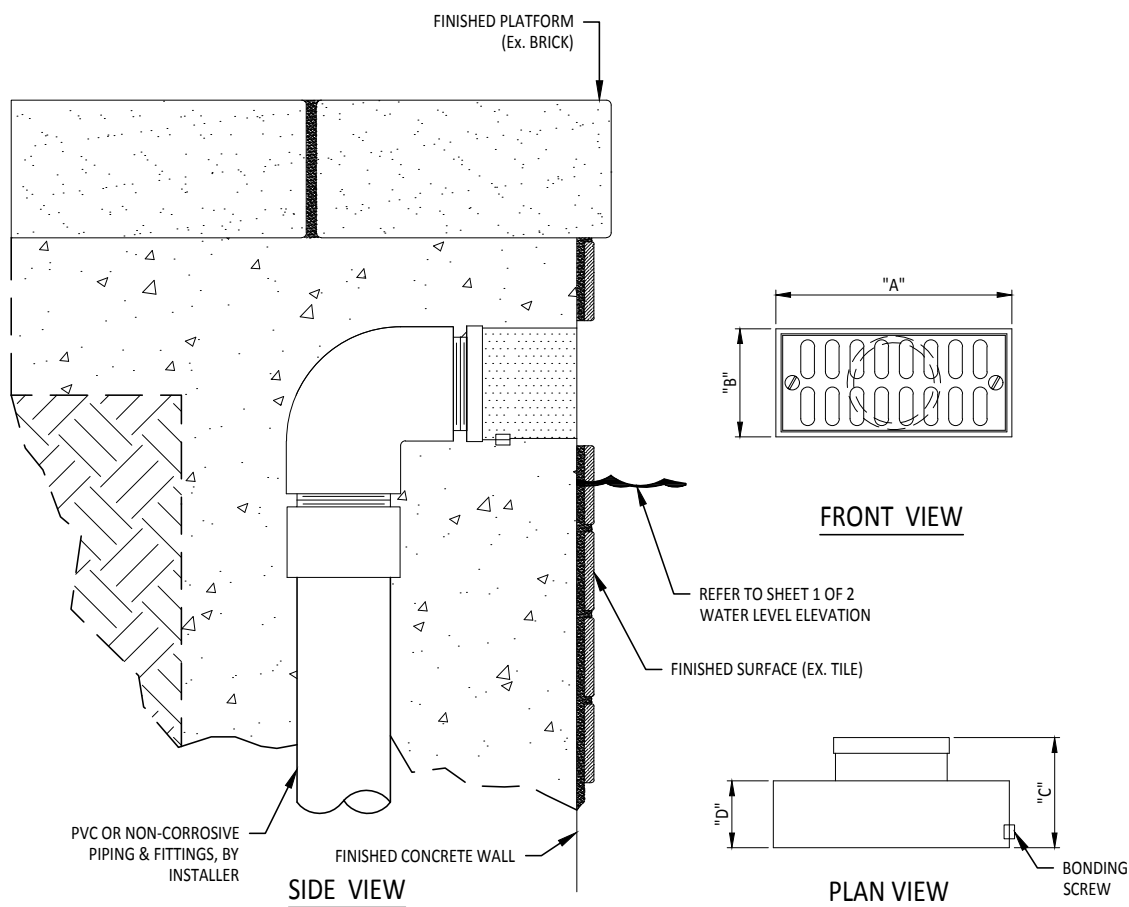 FINISHED PLATFORM
(Ex. BRICK)
"A"
"B"
FRONT VIEW
REFER TO SHEET 1 OF 2
WATER LEVEL ELEVATION
FINISHED SURFACE (EX. TILE)
"D"
"C"
PVC OR NON-CORROSIVE
PIPING & FITTINGS, BY
INSTALLER
FINISHED CONCRETE WALL
SIDE VIEW
BONDING
SCREW
PLAN VIEW